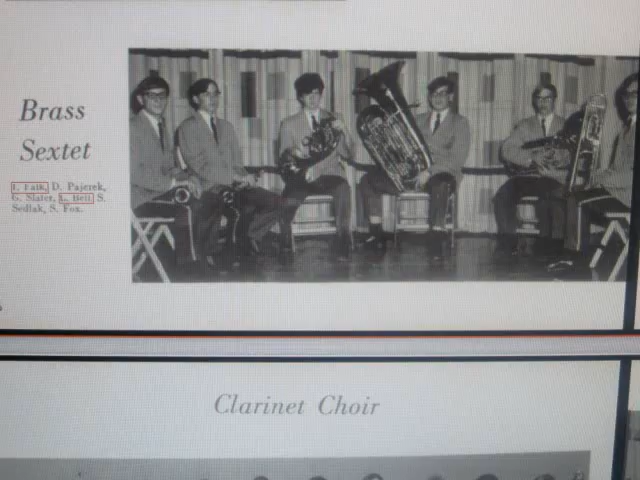 Brass
Sextet
T. Falk, D. Pajerek,
G. Slater, L. Bell, S.
Sedlak, S. Fox.
Clarinet Choir